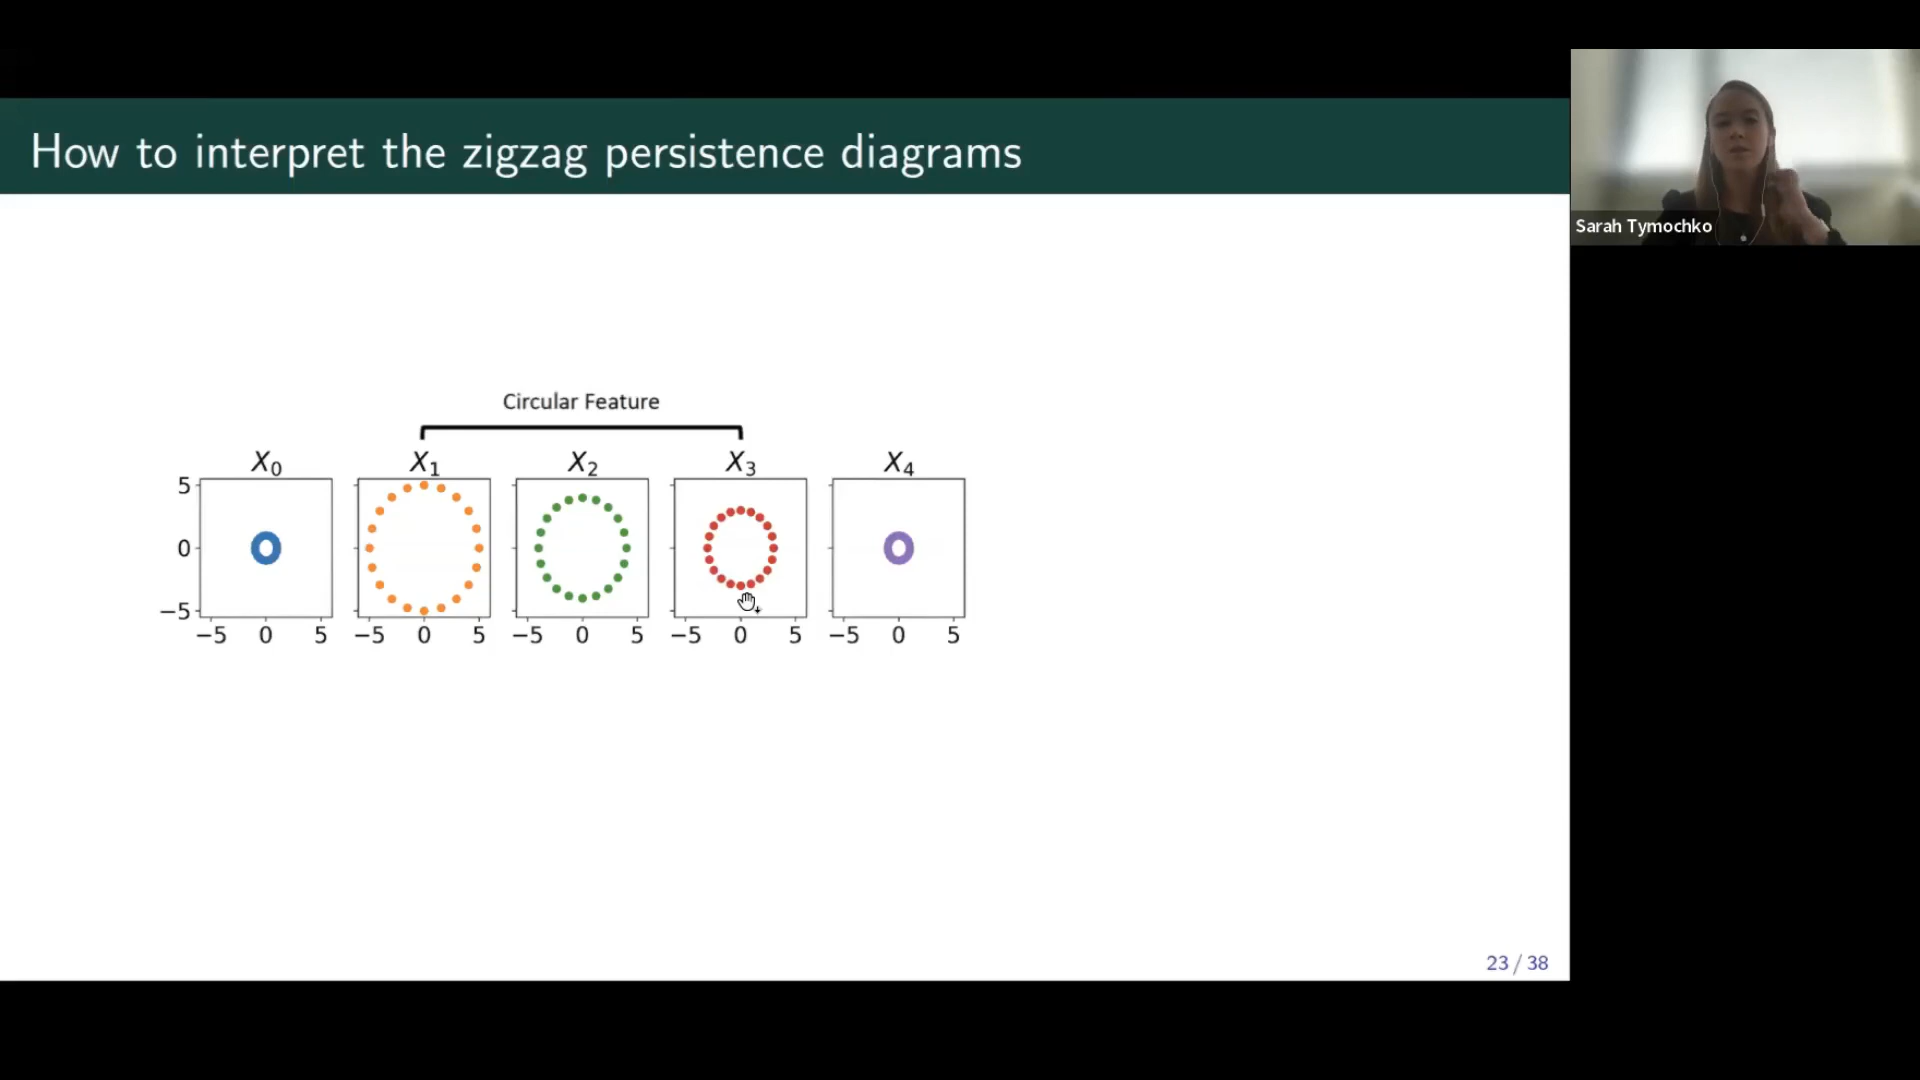 How to interpret the zigzag persistence diagrams
Sarah Tymochko
Circular Feature
X0 X1 X2 X3 X4
5
0
−5
−5 0 5 −5 0 5 −5 0 5 −5 0 5 −5 0 5
23 / 38